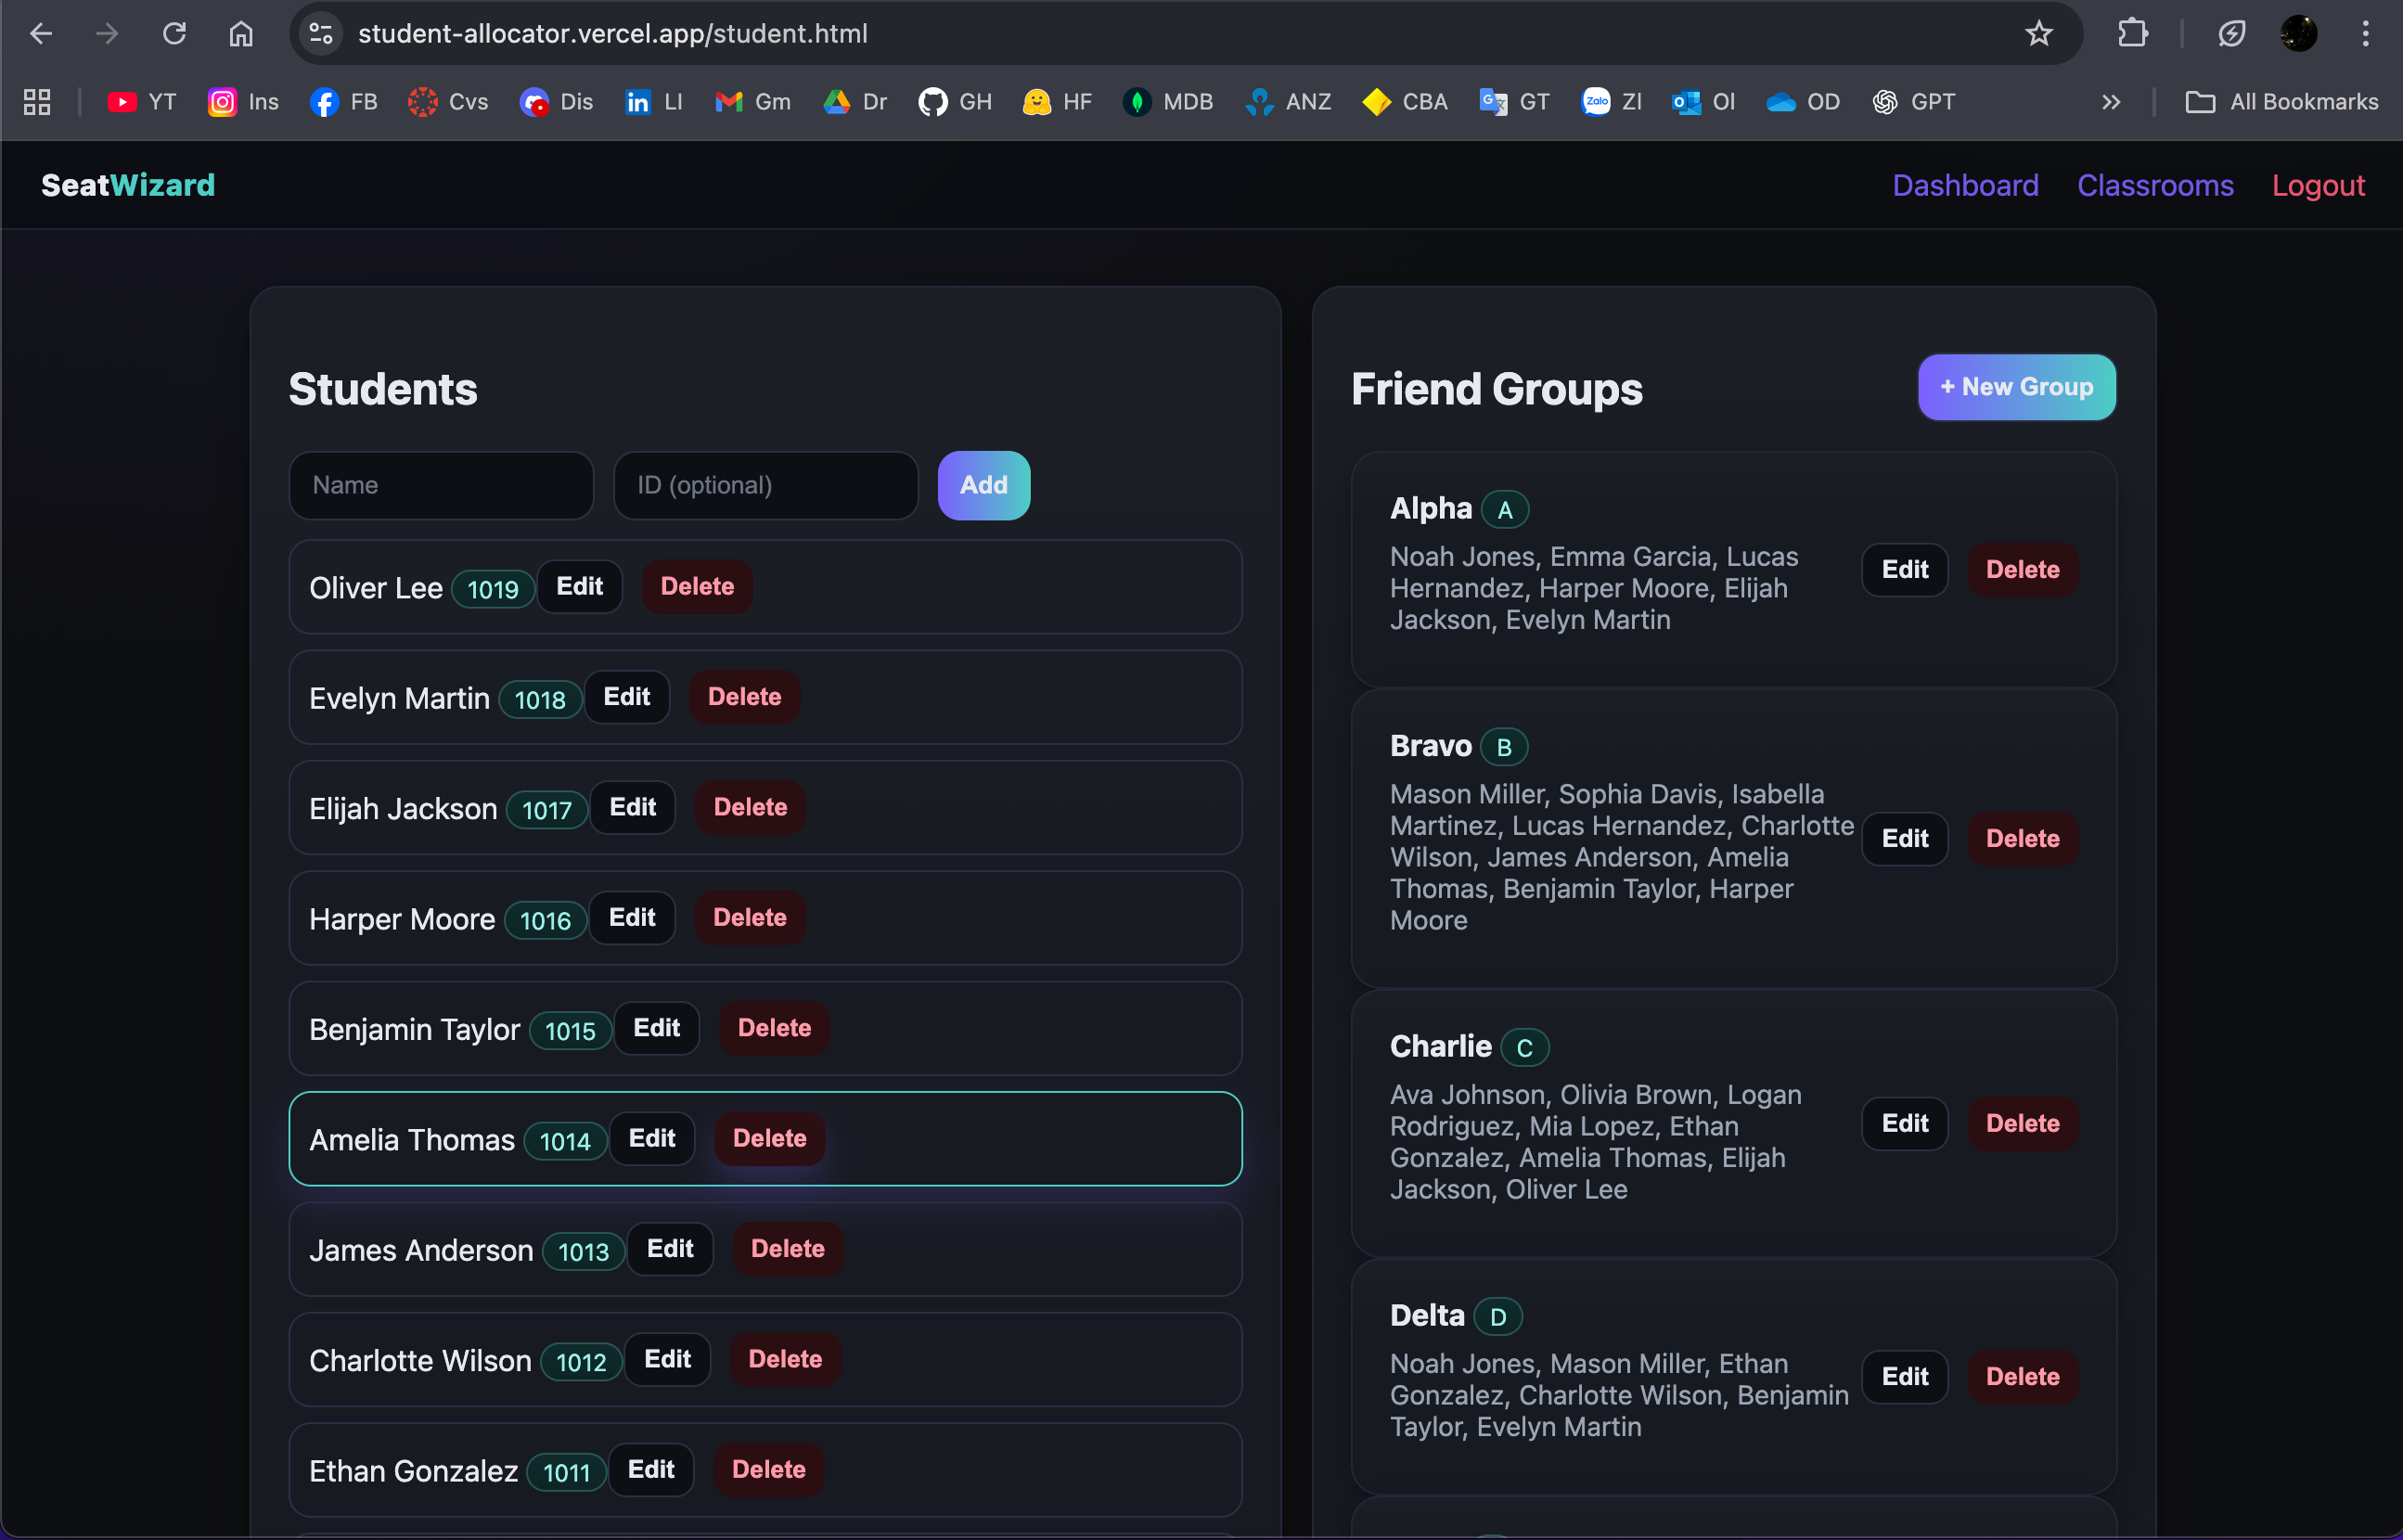 student-allocator.vercel.app/student.html
YT Ins FB Cvs Dis LI Gm Dr GH HF MDB ANZ CBA GT Zalo Zl Ol OD GPT All Bookmarks
SeatWizard Dashboard Classrooms Logout
Students
Name ID (optional) Add
Oliver Lee 1019 Edit Delete
Evelyn Martin 1018 Edit Delete
Elijah Jackson 1017 Edit Delete
Harper Moore 1016 Edit Delete
Benjamin Taylor 1015 Edit Delete
Amelia Thomas 1014 Edit Delete
James Anderson 1013 Edit Delete
Charlotte Wilson 1012 Edit Delete
Ethan Gonzalez 1011 Edit Delete
Friend Groups + New Group
Alpha A
Noah Jones, Emma Garcia, Lucas
Hernandez, Harper Moore, Elijah
Jackson, Evelyn Martin
Edit Delete
Bravo B
Mason Miller, Sophia Davis, Isabella
Martinez, Lucas Hernandez, Charlotte
Wilson, James Anderson, Amelia
Thomas, Benjamin Taylor, Harper
Moore
Edit Delete
Charlie C
Ava Johnson, Olivia Brown, Logan
Rodriguez, Mia Lopez, Ethan
Gonzalez, Amelia Thomas, Elijah
Jackson, Oliver Lee
Edit Delete
Delta D
Noah Jones, Mason Miller, Ethan
Gonzalez, Charlotte Wilson, Benjamin
Taylor, Evelyn Martin
Edit Delete